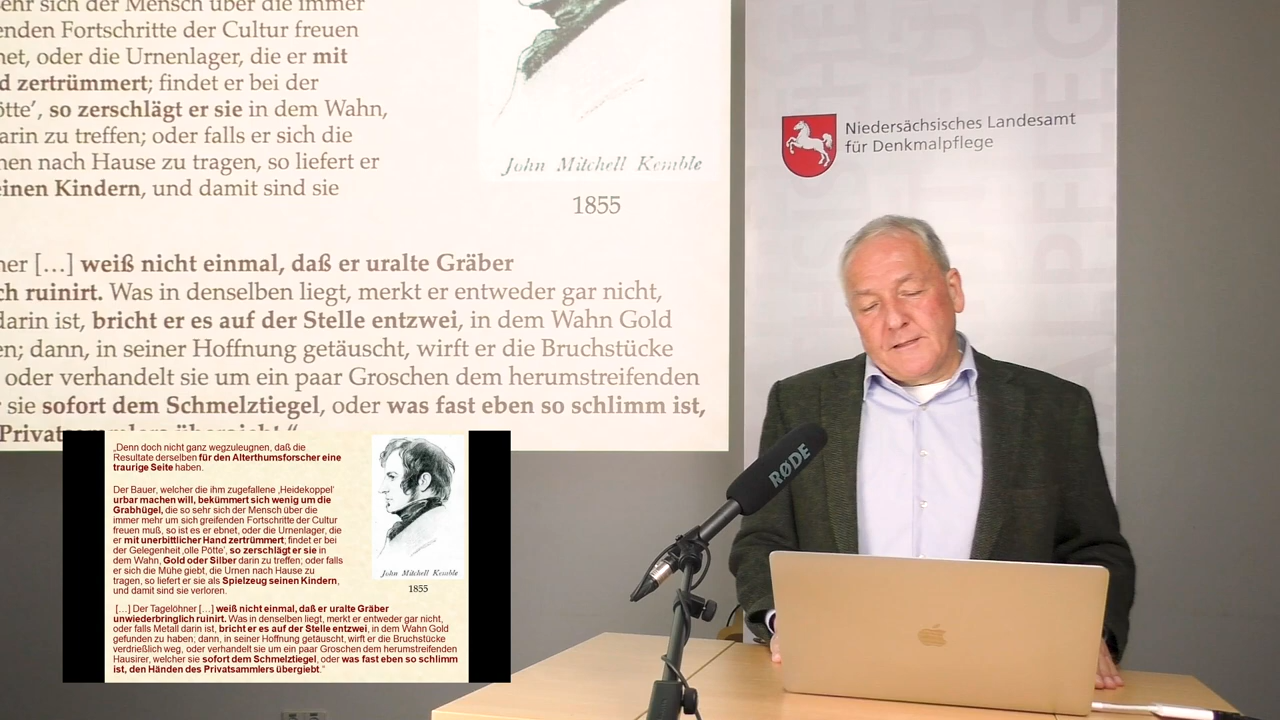 sehr sich der Mensch über die immer
enden Fortschritte der Cultur freuen
net, oder die Urnenlager, die er mit
d zertrümmert; findet er bei der
ötte’, so zerschlägt er sie in dem Wahn,
arin zu treffen; oder falls er sich die
nen nach Hause zu tragen, so liefert er
einen Kindern, und damit sind sie
John Mitchell Kemble
1855
ner […] weiß nicht einmal, daß er uralte Gräber
ch ruinirt. Was in denselben liegt, merkt er entweder gar nicht,
darin ist, bricht er es auf der Stelle entzwei, in dem Wahn Gold
en; dann, in seiner Hoffnung getäuscht, wirft er die Bruchstücke
oder verhandelt sie um ein paar Groschen dem herumstreifenden
r sie sofort dem Schmelztiegel, oder was fast eben so schlimm ist,
Privatsammlers übergiebt.“
Niedersächsisches Landesamt
für Denkmalpflege
RØDE
„Denn doch nicht ganz wegzuleugnen, daß die
Resultate derselben für den Alterthumsforscher eine
traurige Seite haben.
Der Bauer, welcher die ihm zugefallene ‚Heidekoppel’
urbar machen will, bekümmert sich wenig um die
Grabhügel, die so sehr sich der Mensch über die
immer mehr um sich greifenden Fortschritte der Cultur
freuen muß, so ist es er ebnet, oder die Urnenlager, die
er mit unerbittlicher Hand zertrümmert; findet er bei
der Gelegenheit ‚olle Pötte’, so zerschlägt er sie in
dem Wahn, Gold oder Silber darin zu treffen; oder falls
er sich die Mühe giebt, die Urnen nach Hause zu
tragen, so liefert er sie als Spielzeug seinen Kindern,
und damit sind sie verloren.
John Mitchell Kemble
1855
[…] Der Tagelöhner […] weiß nicht einmal, daß er uralte Gräber
unwiederbringlich ruinirt. Was in denselben liegt, merkt er entweder gar nicht,
oder falls Metall darin ist, bricht er es auf der Stelle entzwei, in dem Wahn Gold
gefunden zu haben; dann, in seiner Hoffnung getäuscht, wirft er die Bruchstücke
verdrießlich weg, oder verhandelt sie um ein paar Groschen dem herumstreifenden
Hausirer, welcher sie sofort dem Schmelztiegel, oder was fast eben so schlimm
ist, den Händen des Privatsammlers übergiebt.“